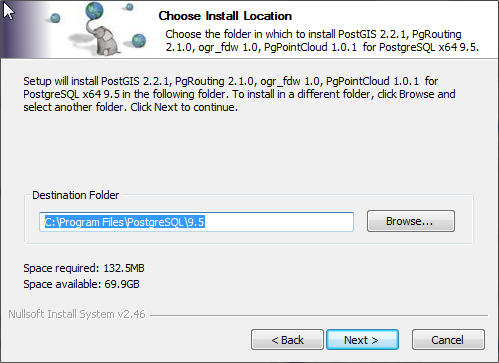 Choose Install Location
Choose the folder in which to install PostGIS 2.2.1, PgRouting
2.1.0, ogr_fdw 1.0, PgPointCloud 1.0.1 for PostgreSQL x64 9.5.
Setup will install PostGIS 2.2.1, PgRouting 2.1.0, ogr_fdw 1.0, PgPointCloud 1.0.1 for
PostgreSQL x64 9.5 in the following folder. To install in a different folder, click Browse and
select another folder. Click Next to continue.
Destination Folder
C:\Program Files\PostgreSQL\9.5
Browse...
Space required: 132.5MB
Space available: 69.9GB
Nullsoft Install System v2.46
< Back
Next >
Cancel